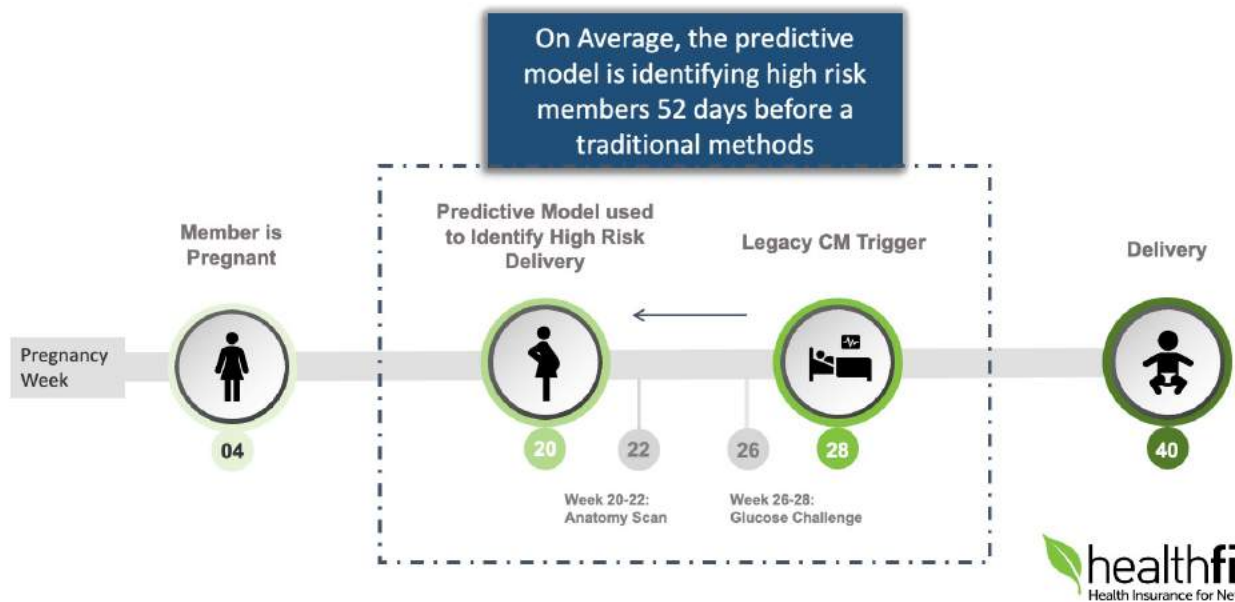 On Average, the predictive
model is identifying high risk
members 52 days before a
traditional methods
Member is
Pregnant
Predictive Model used
to Identify High Risk
Delivery
Legacy CM Trigger
Delivery
Pregnancy
Week
04
20
22
26
28
40
Week 20-22:
Anatomy Scan
Week 26-28:
Glucose Challenge
healthfi
Health Insurance for Ne